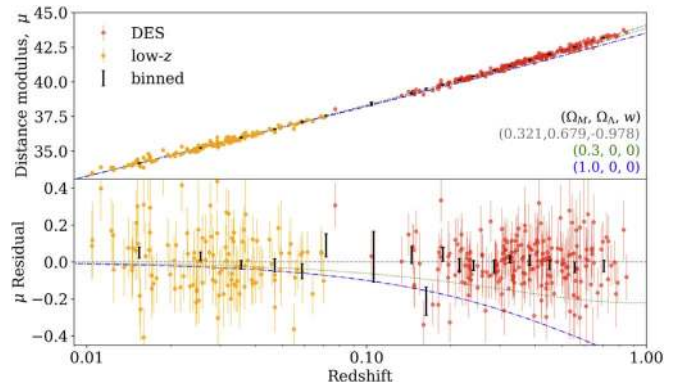 45.0
42.5
40.0
37.5
35.0
Distance modulus, μ
DES
low-z
binned
(Ω_M, Ω_Λ, w)
(0.321,0.679,-0.978)
(0.3, 0, 0)
(1.0, 0, 0)
0.4
0.2
0.0
−0.2
−0.4
μ Residual
0.01
0.10
1.00
Redshift